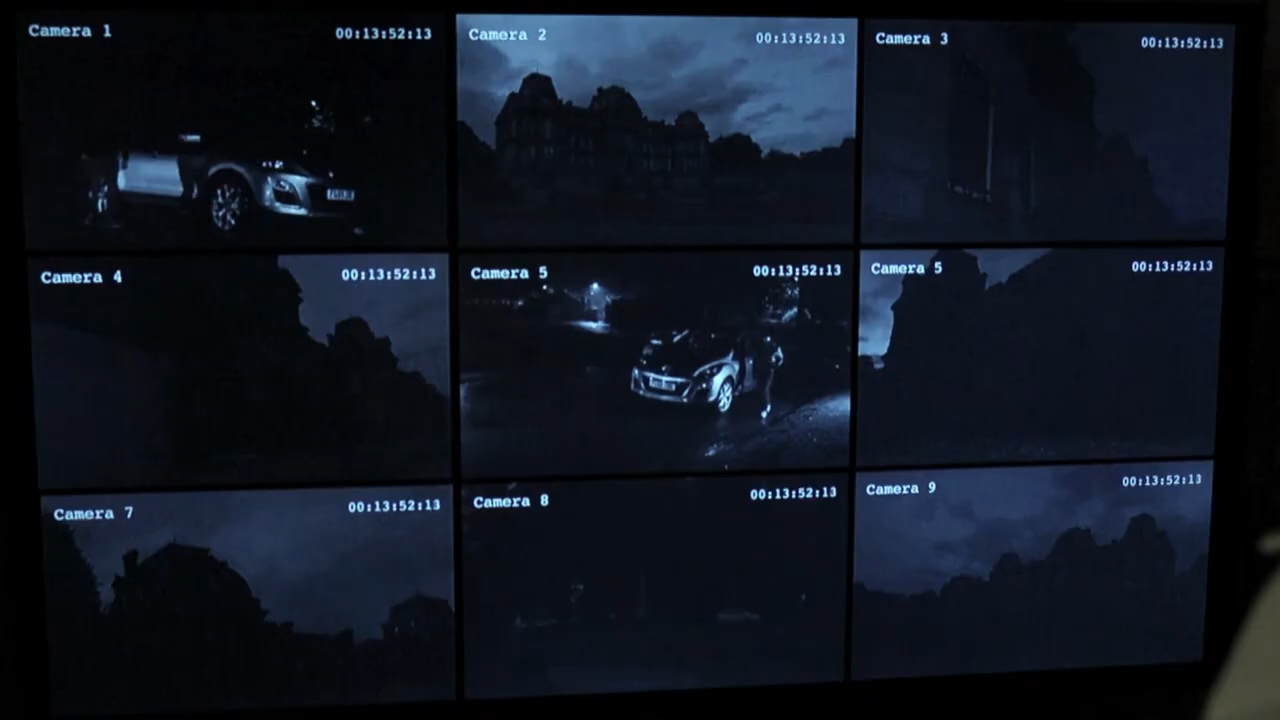 Camera 1 00:13:52:13
Camera 2 00:13:52:13
Camera 3 00:13:52:13
Camera 4 00:13:52:13
Camera 5 00:13:52:13
Camera 5 00:13:52:13
Camera 7 00:13:52:13
Camera 8 00:13:52:13
Camera 9 00:13:52:13